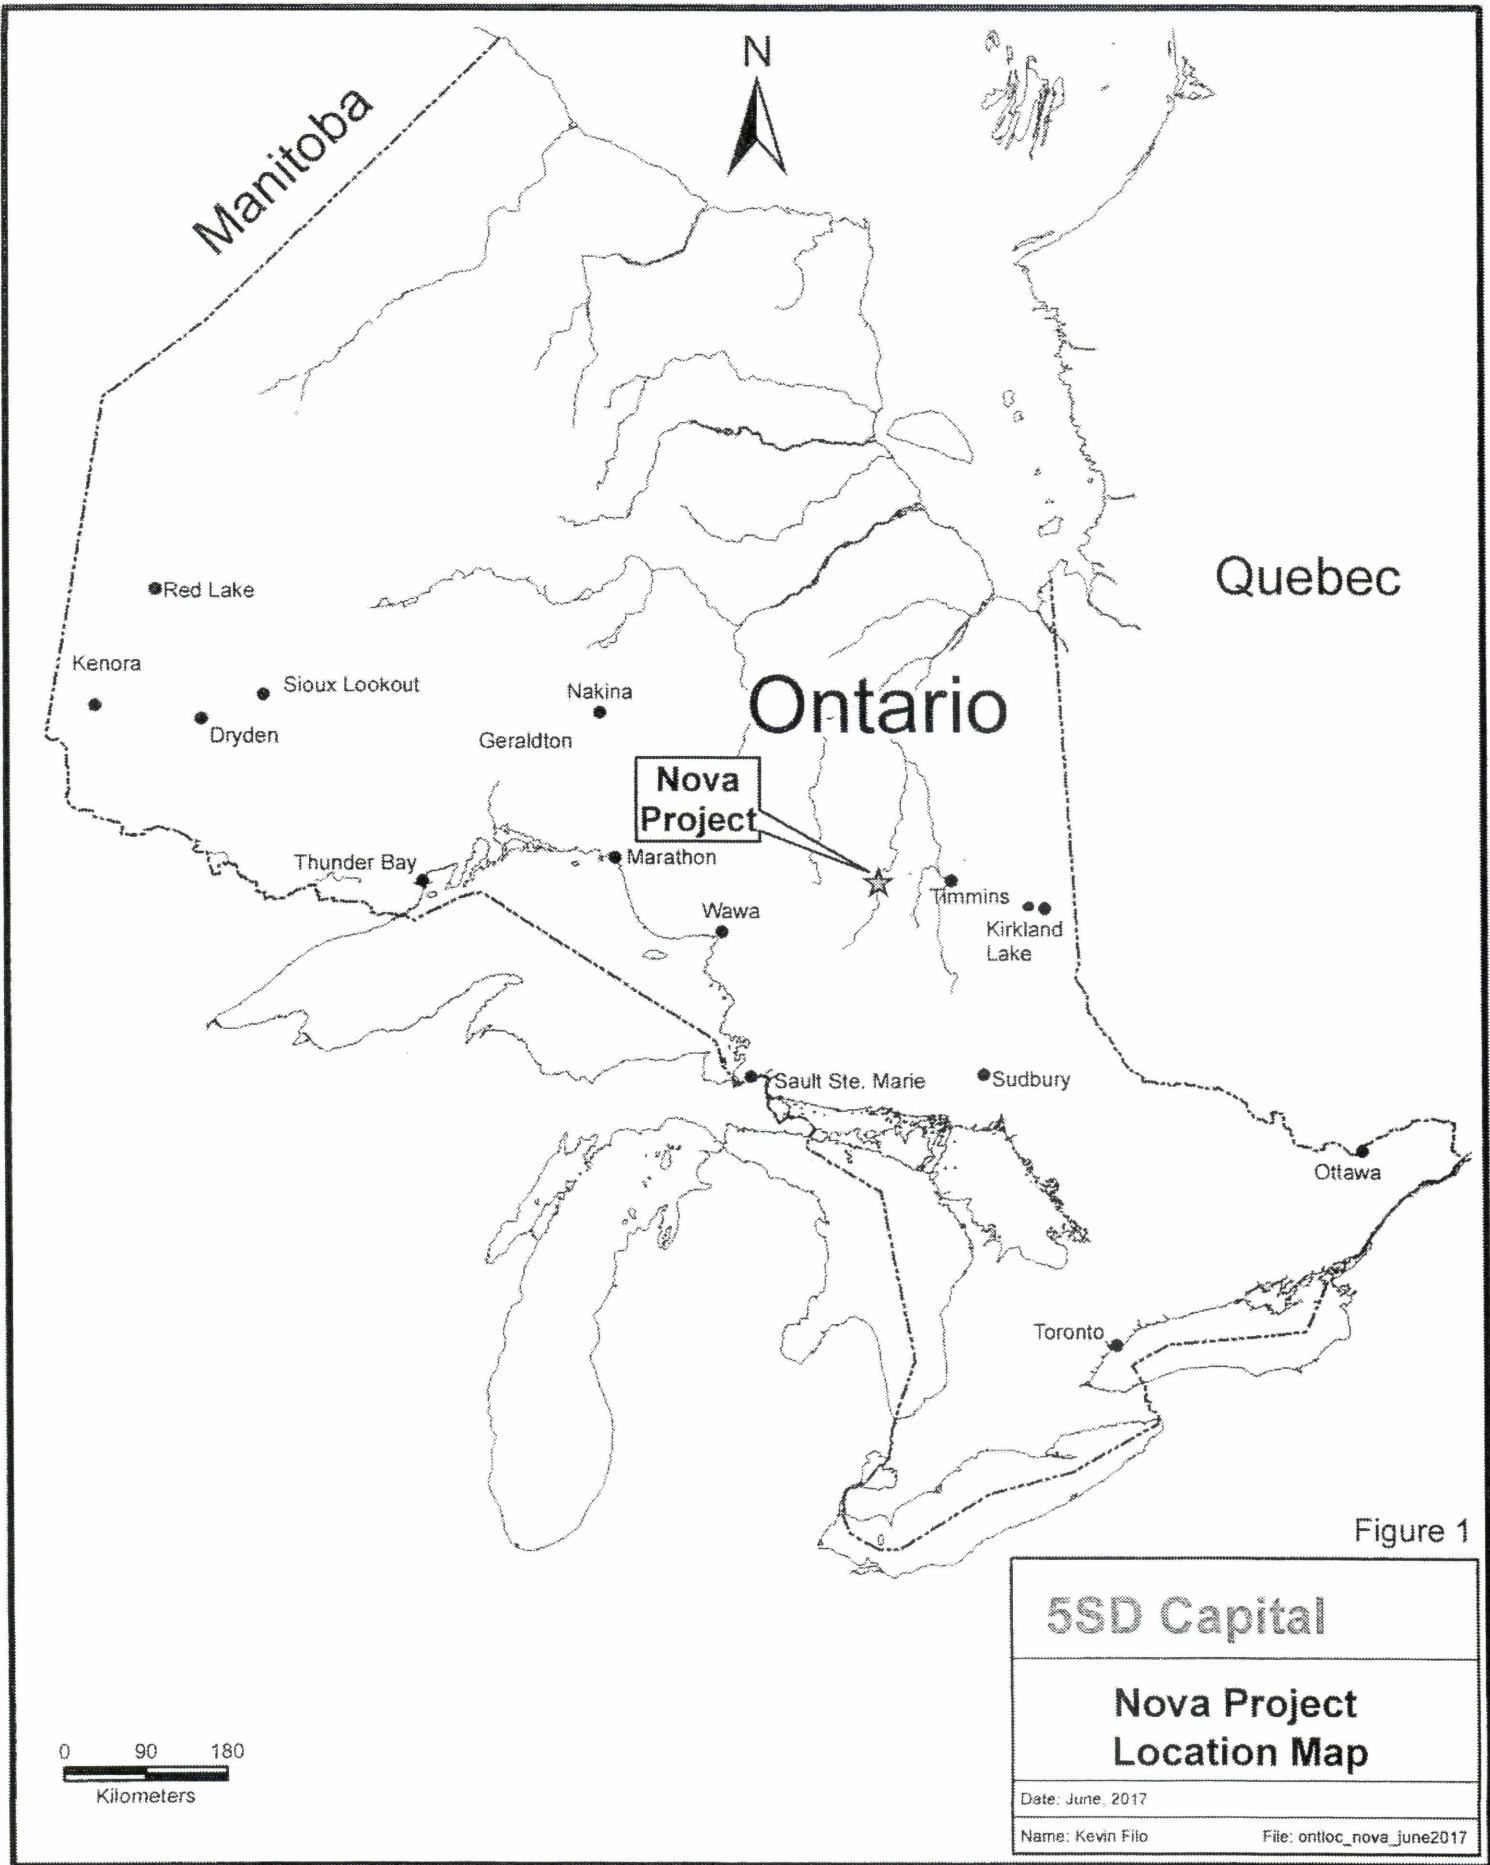 N
Manitoba
Quebec
Red Lake
Kenora
Sioux Lookout
Dryden
Nakina
Geraldton
Ontario
Nova
Project
Thunder Bay
Marathon
Timmins
Wawa
Kirkland
Lake
Sault Ste. Marie
Sudbury
Ottawa
Toronto
Figure 1
5SD Capital
Nova Project
Location Map
Date: June, 2017
Name: Kevin Filo
File: ontloc_nova_june2017
0 90 180
Kilometers